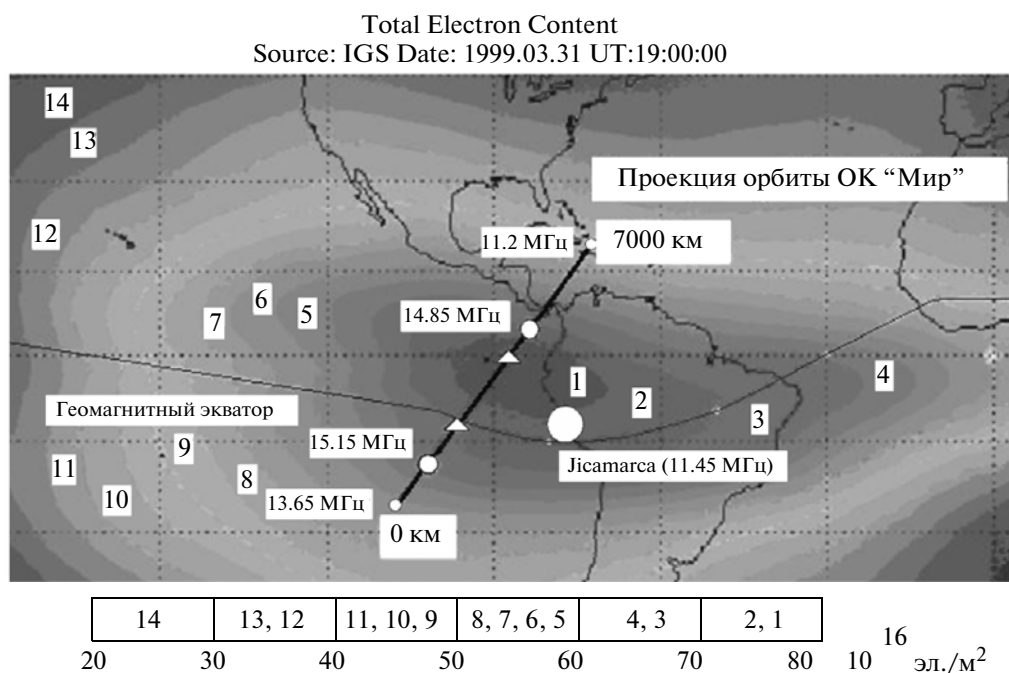 Total Electron Content
Source: IGS Date: 1999.03.31 UT:19:00:00
14
13
Проекция орбиты ОК “Мир”
12
11.2 МГц
7000 км
6
5
7
14.85 МГц
1
2
4
3
Геомагнитный экватор
9
15.15 МГц
11
8
Jicamarca (11.45 МГц)
10
13.65 МГц
0 км
14 13, 12 11, 10, 9 8, 7, 6, 5 4, 3 2, 1
20 30 40 50 60 70 80 10¹⁶ эл./м²